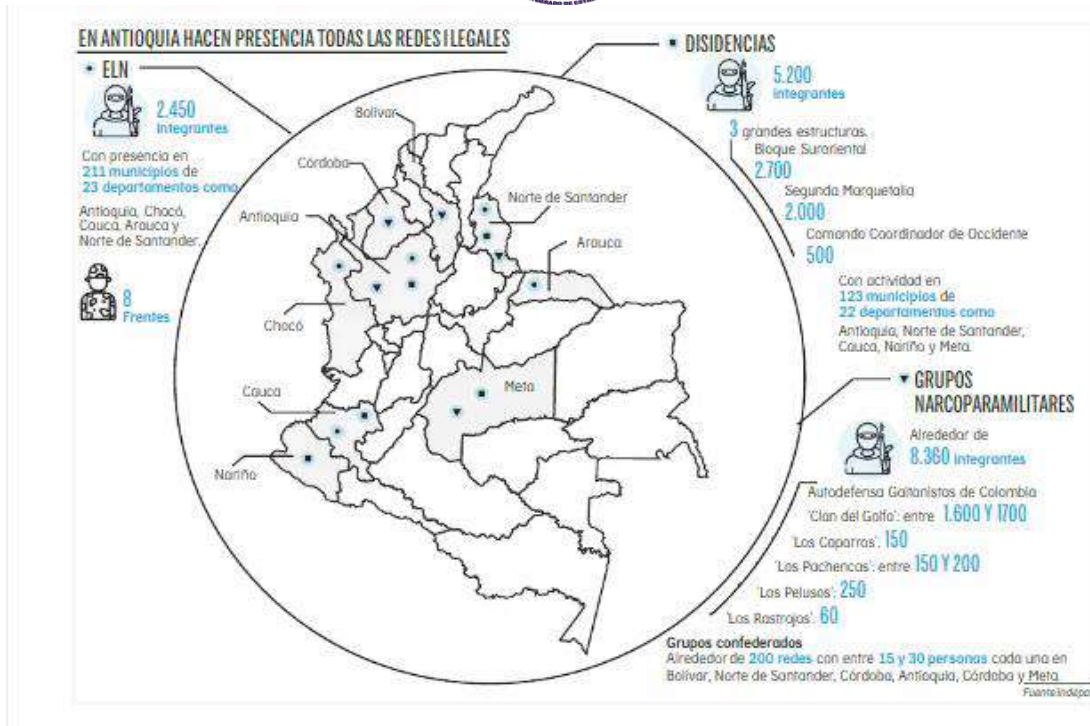 EN ANTIOQUIA HACEN PRESENCIA TODAS LAS REDES ILEGALES
ELN
2.450
Integrantes
Con presencia en
211 municipios de
23 departamentos como
Antioquia, Chocó,
Cauca, Arauca y
Norte de Santander.
8
Frentes
Bolívar
Córdoba
Antioquia
Chocó
Cauca
Nariño
Norte de Santander
Arauca
Meta
DISIDENCIAS
5.200
Integrantes
3 grandes estructuras.
Bloque Suroriental
2.700
Segunda Marquetalia
2.000
Comando Coordinador de Occidente
500
Con actividad en
123 municipios de
22 departamentos como
Antioquia, Norte de Santander,
Cauca, Nariño y Meta.
GRUPOS
NARCOPARAMILITARES
Alrededor de
8.360 Integrantes
Autodefensa Gaitanistas de Colombia
'Clan del Golfo': entre 1.600 Y 1700
'Los Caparros': 150
'Los Pachencas': entre 150 Y 200
'Los Pelusos': 250
'Los Rastrojos': 60
Grupos confederados
Alrededor de 200 redes con entre 15 y 30 personas cada una en
Bolívar, Norte de Santander, Córdoba, Antioquia, Córdoba y Meta